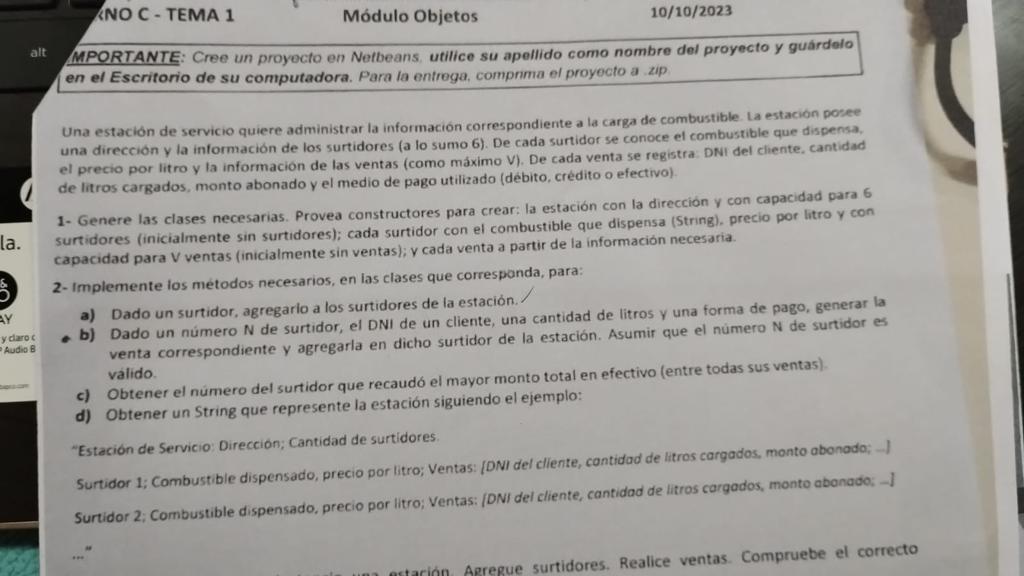 alt
RNO C - TEMA 1
Módulo Objetos
10/10/2023
IMPORTANTE: Cree un proyecto en Netbeans, utilice su apellido como nombre del proyecto y guárdelo
en el Escritorio de su computadora. Para la entrega, comprima el proyecto a .zip
Una estación de servicio quiere administrar la información correspondiente a la carga de combustible. La estación posee
una dirección y la información de los surtidores (a lo sumo 6). De cada surtidor se conoce el combustible que dispensa,
el precio por litro y la información de las ventas (como máximo V). De cada venta se registra: DNI del cliente, cantidad
de litros cargados, monto abonado y el medio de pago utilizado (débito, crédito o efectivo).
1- Genere las clases necesarias. Provea constructores para crear: la estación con la dirección y con capacidad para 6
surtidores (inicialmente sin surtidores); cada surtidor con el combustible que dispensa (String), precio por litro y con
capacidad para V ventas (inicialmente sin ventas); y cada venta a partir de la información necesaria.
2- Implemente los métodos necesarios, en las clases que corresponda, para:
a) Dado un surtidor, agregarlo a los surtidores de la estación.
b) Dado un número N de surtidor, el DNI de un cliente, una cantidad de litros y una forma de pago, generar la
venta correspondiente y agregarla en dicho surtidor de la estación. Asumir que el número N de surtidor es
válido.
c) Obtener el número del surtidor que recaudó el mayor monto total en efectivo (entre todas sus ventas).
d) Obtener un String que represente la estación siguiendo el ejemplo:
"Estación de Servicio: Dirección; Cantidad de surtidores.
Surtidor 1; Combustible dispensado, precio por litro; Ventas: [DNI del cliente, cantidad de litros cargados, monto abonado; ...]
Surtidor 2; Combustible dispensado, precio por litro; Ventas: [DNI del cliente, cantidad de litros cargados, monto abonado; ...]
..."
una estación. Agregue surtidores. Realice ventas. Compruebe el correcto
la.
&
AY
y claro
Audio B